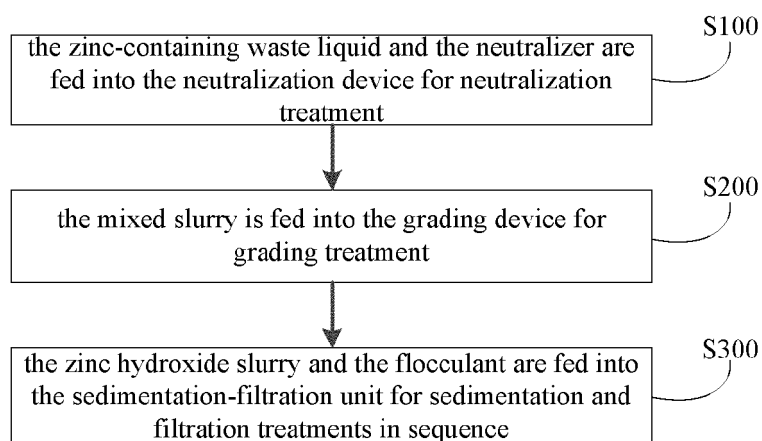 S100
the zinc-containing waste liquid and the neutralizer are
fed into the neutralization device for neutralization
treatment
S200
the mixed slurry is fed into the grading device for
grading treatment
S300
the zinc hydroxide slurry and the flocculant are fed into
the sedimentation-filtration unit for sedimentation and
filtration treatments in sequence